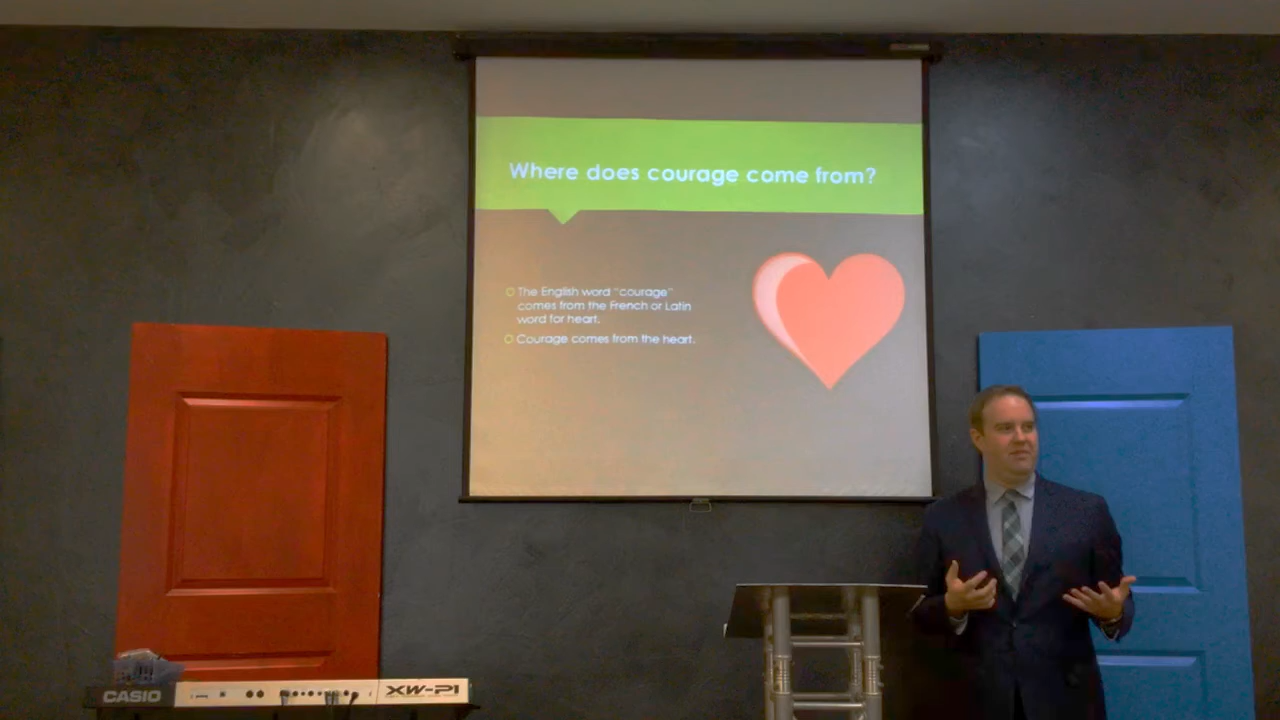 Where does courage come from?
The English word "courage"
comes from the French or Latin
word for heart.
Courage comes from the heart.
CASIO
XW-P1